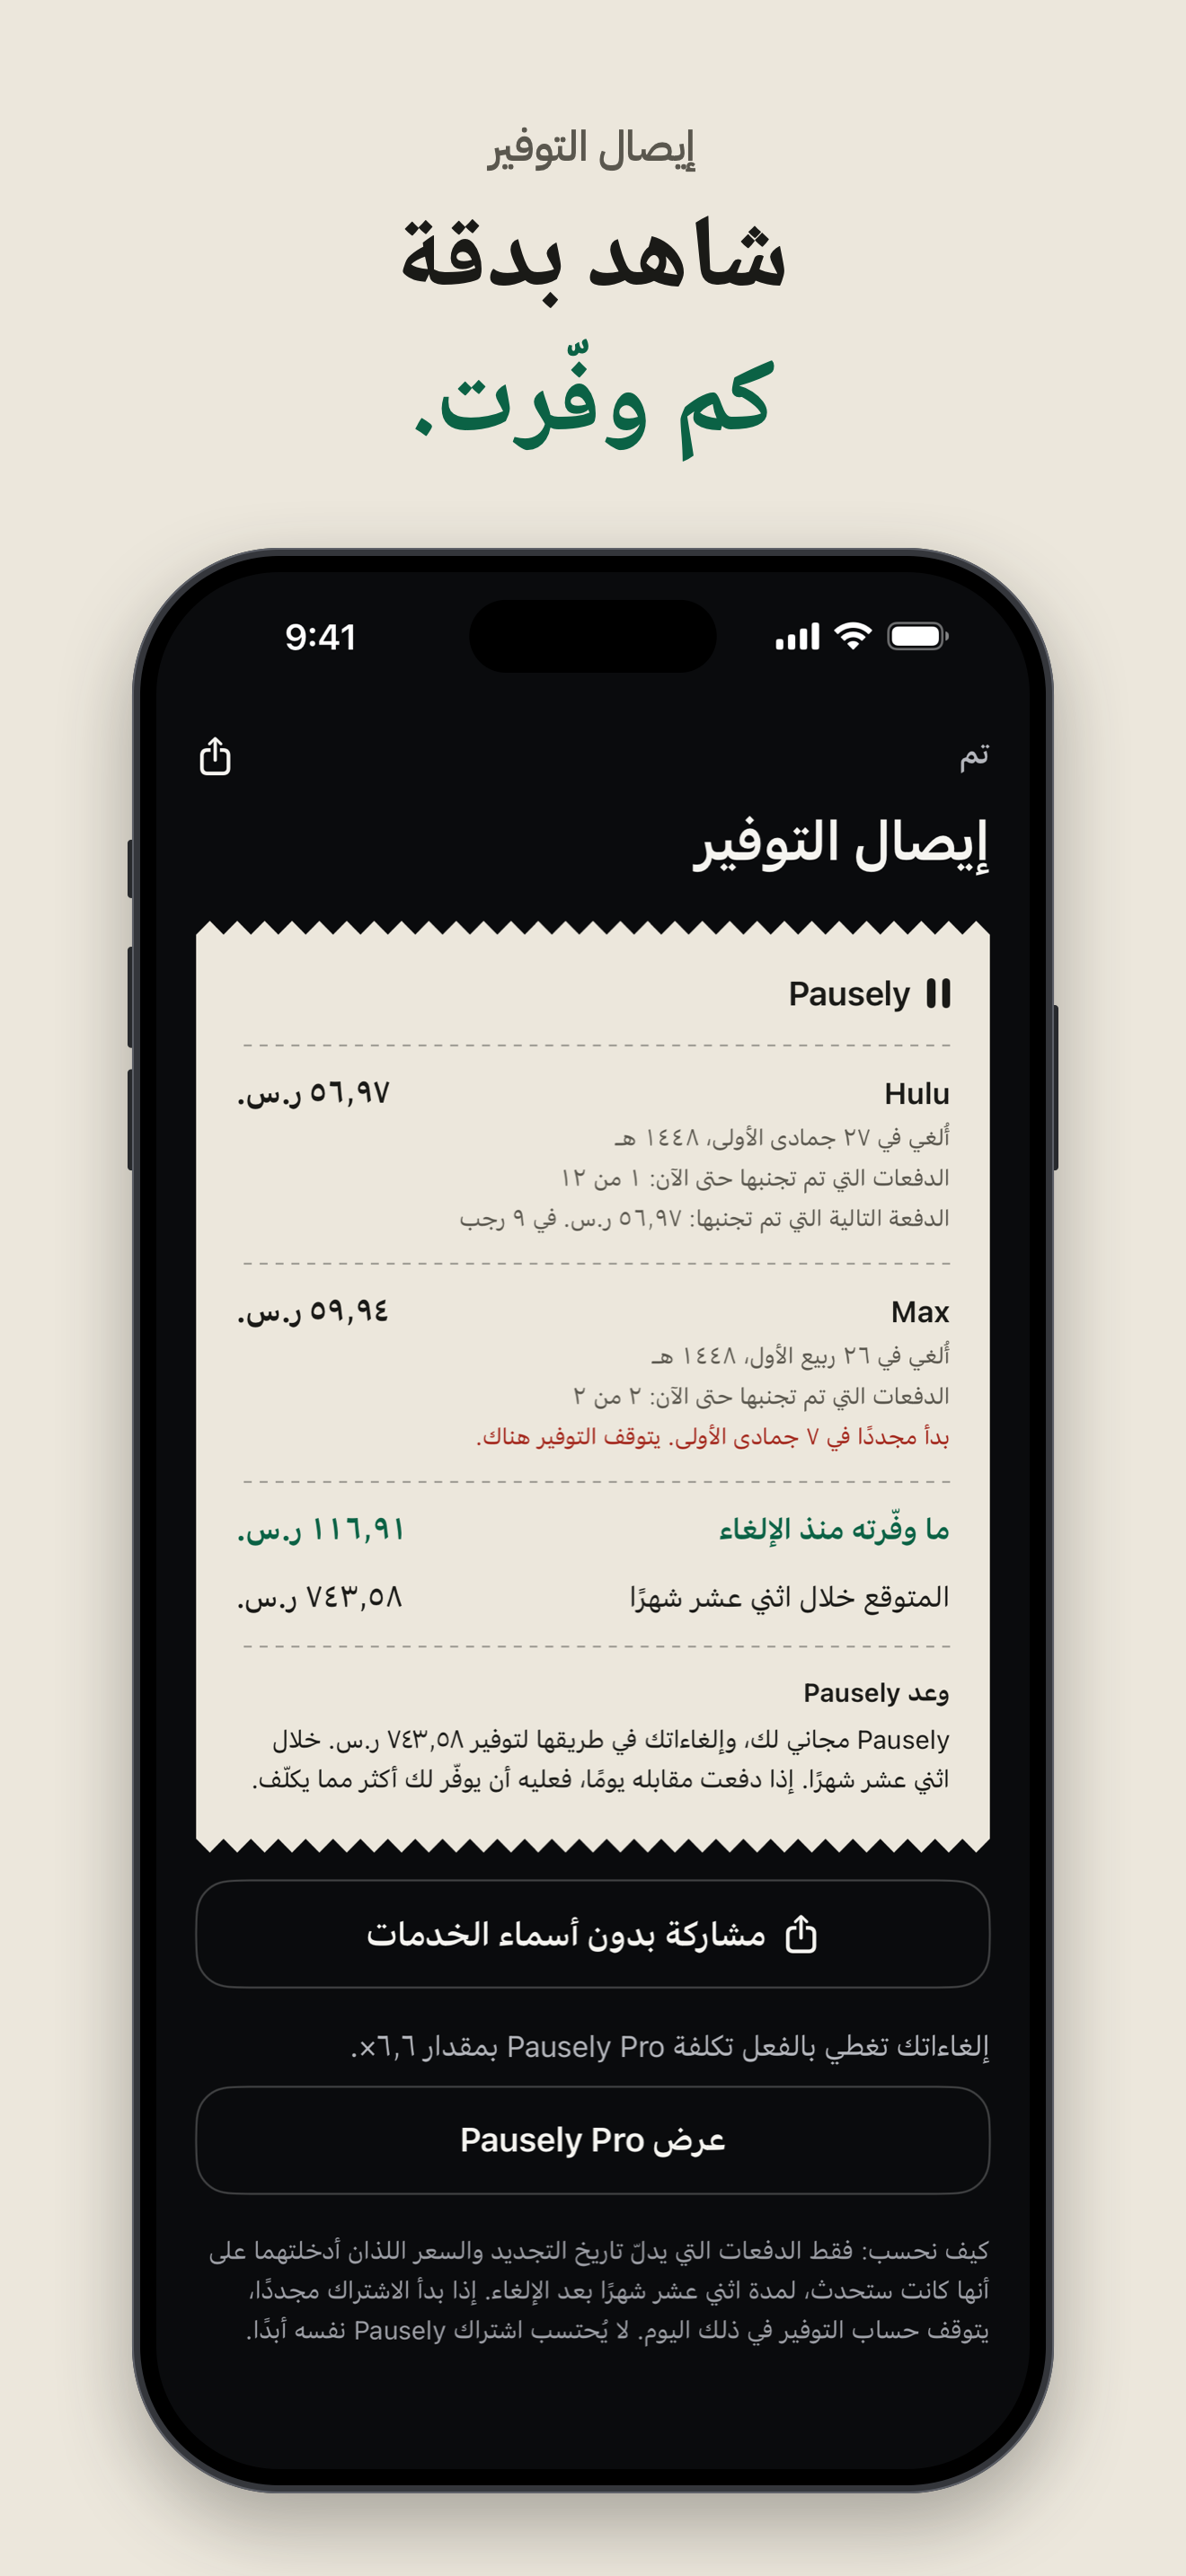 إيصال التوفير
شاهد بدقة
كم وفّرت.
9:41
تم
إيصال التوفير
Pausely
Hulu ٥٦,٩٧ ر.س.
أُلغي في ٢٧ جمادى الأولى، ١٤٤٨ هـ
الدفعات التي تم تجنبها حتى الآن: ١ من ١٢
الدفعة التالية التي تم تجنبها: ٥٦,٩٧ ر.س. في ٩ رجب
Max ٥٩,٩٤ ر.س.
أُلغي في ٢٦ ربيع الأول، ١٤٤٨ هـ
الدفعات التي تم تجنبها حتى الآن: ٢ من ٢
بدأ مجددًا في ٧ جمادى الأولى. يتوقف التوفير هناك.
ما وفّرته منذ الإلغاء ١١٦,٩١ ر.س.
المتوقع خلال اثني عشر شهرًا ٧٤٣,٥٨ ر.س.
وعد Pausely
Pausely مجاني لك، وإلغاءاتك في طريقها لتوفير ٧٤٣,٥٨ ر.س. خلال
اثني عشر شهرًا. إذا دفعت مقابله يومًا، فعليه أن يوفّر لك أكثر مما يكلّف.
مشاركة بدون أسماء الخدمات
إلغاءاتك تغطي بالفعل تكلفة Pausely Pro بمقدار ٦,٦×.
عرض Pausely Pro
كيف نحسب: فقط الدفعات التي يدلّ تاريخ التجديد والسعر اللذان أدخلتهما على
أنها كانت ستحدث، لمدة اثني عشر شهرًا بعد الإلغاء. إذا بدأ الاشتراك مجددًا،
يتوقف حساب التوفير في ذلك اليوم. لا يُحتسب اشتراك Pausely نفسه أبدًا.